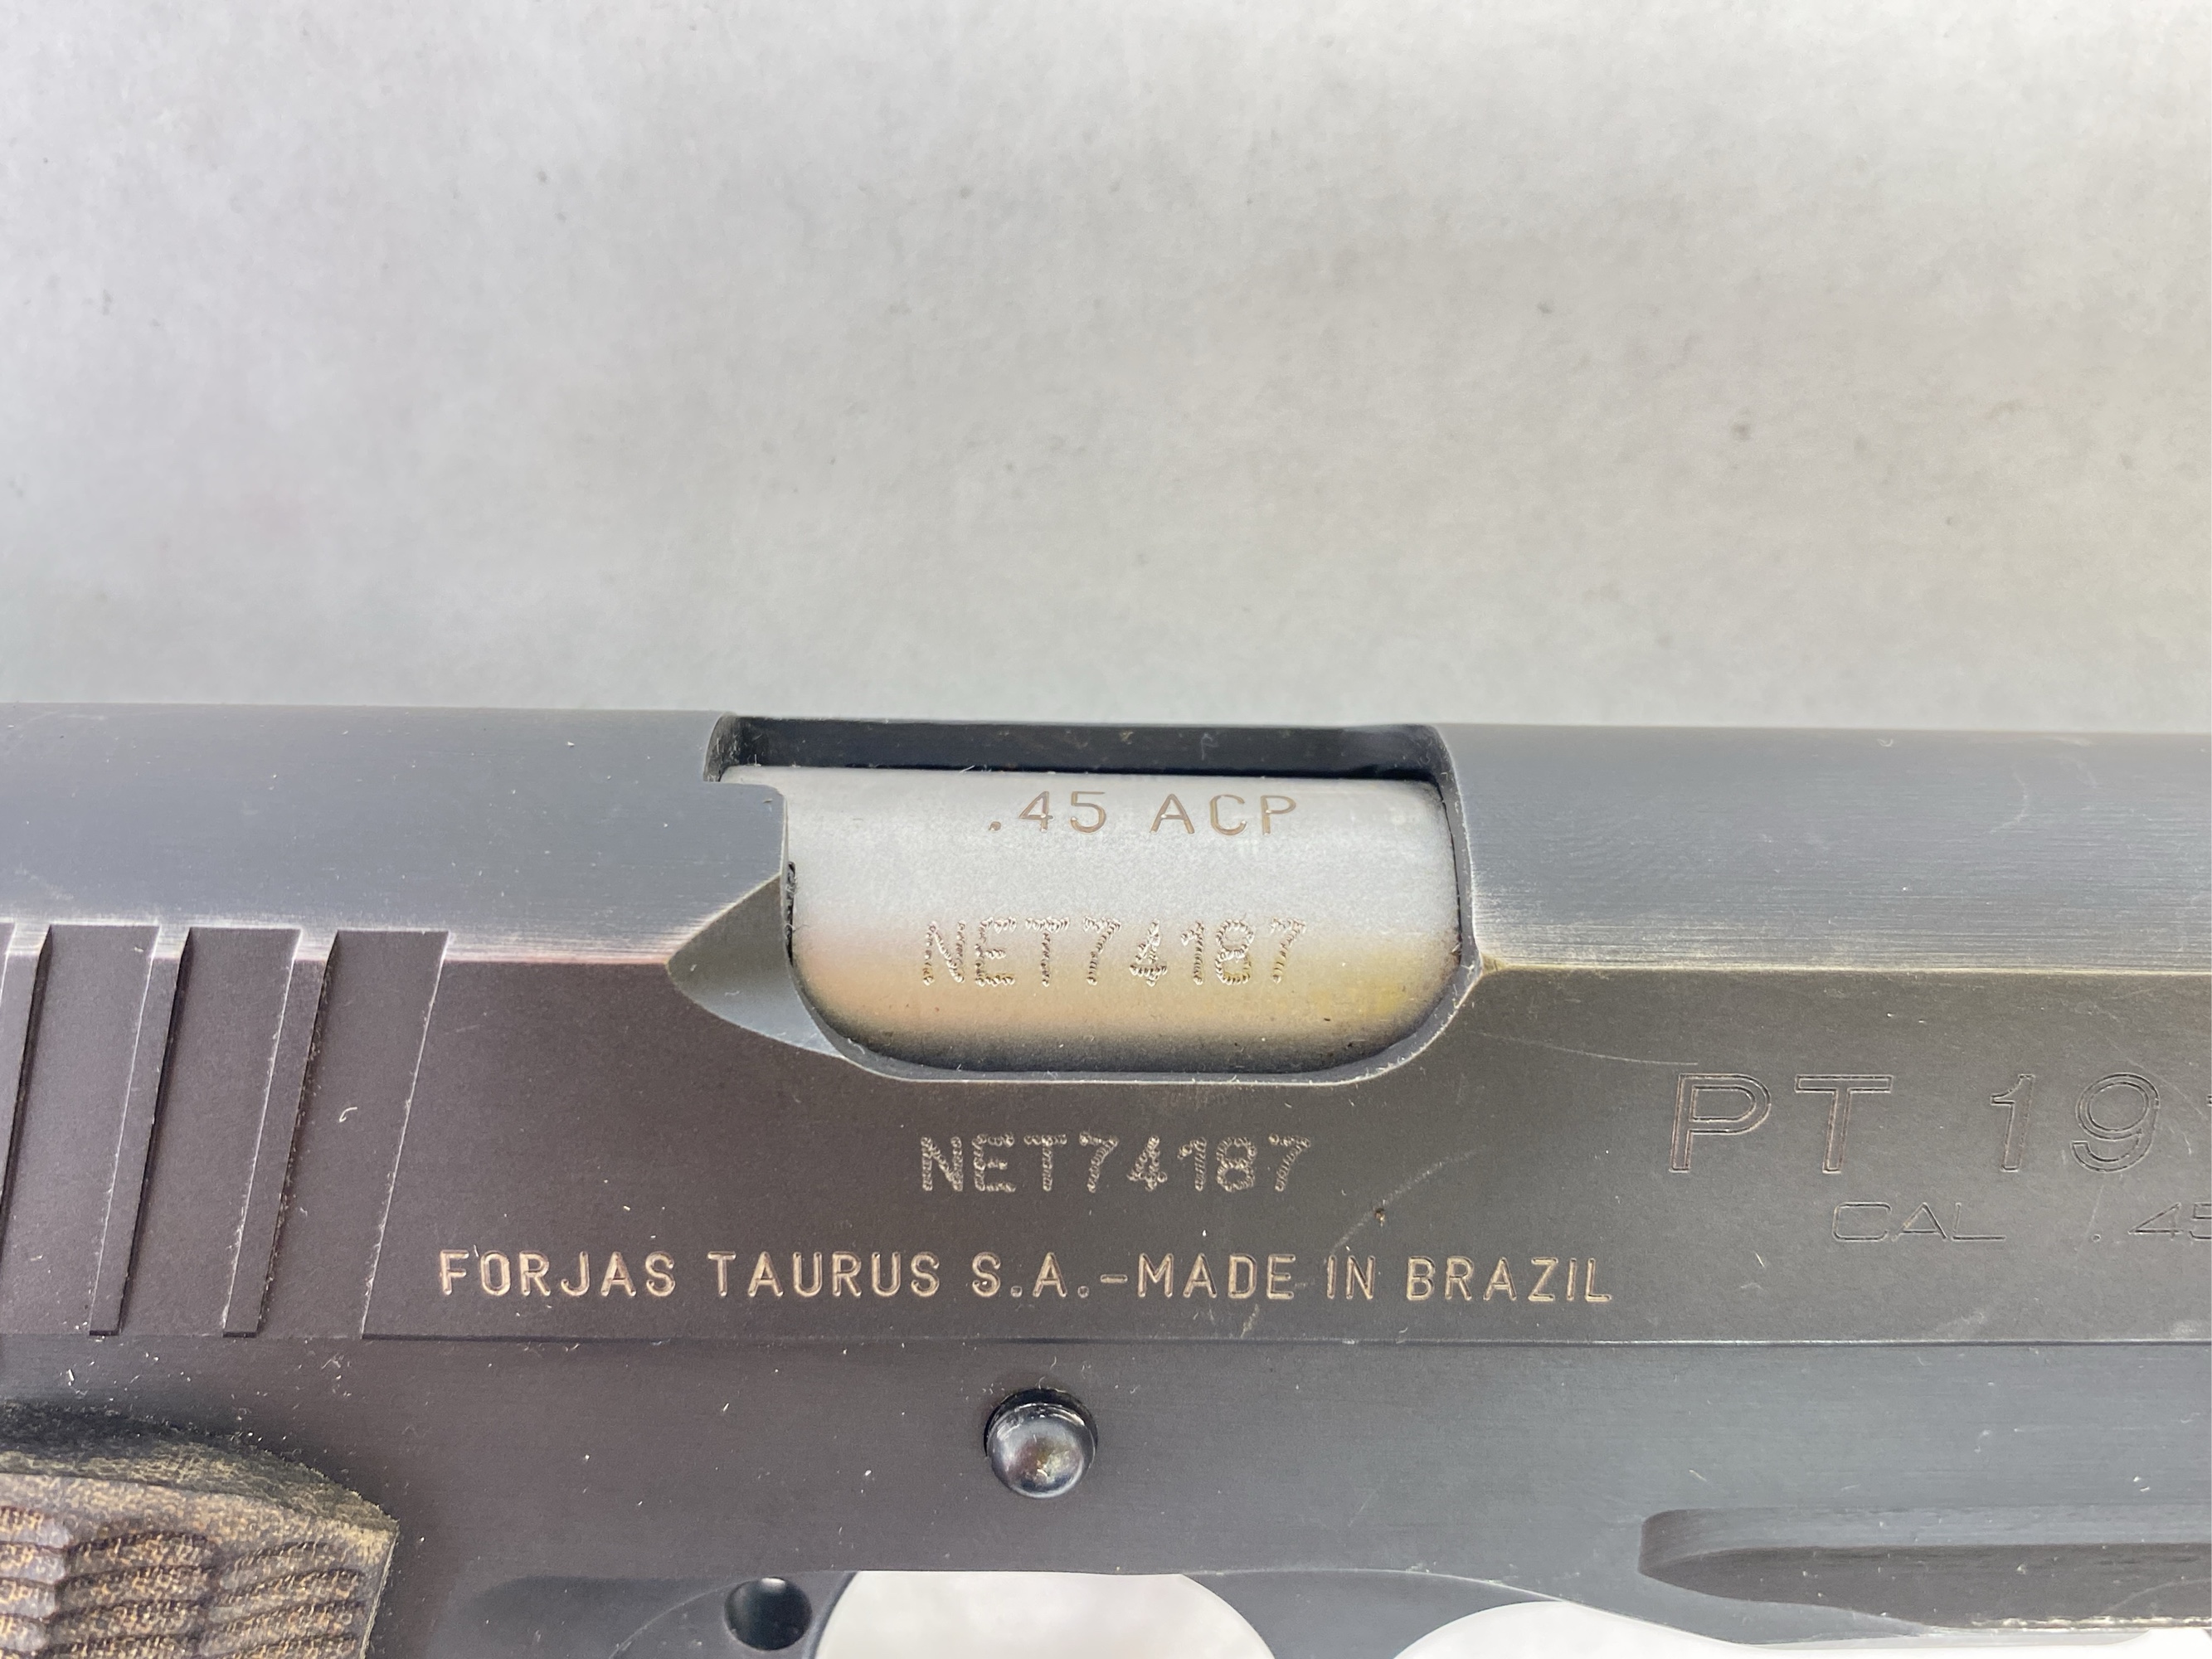 .45 ACP
NET74187
NET74187
PT 19
CAL .45
FORJAS TAURUS S.A.-MADE IN BRAZIL